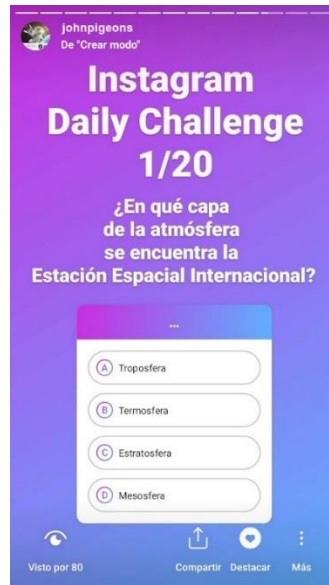 johnpigeons
De "Crear modo"
Instagram
Daily Challenge
1/20
¿En qué capa
de la atmósfera
se encuentra la
Estación Espacial Internacional?
...
A Troposfera
B Termosfera
C Estratosfera
D Mesosfera
Visto por 80
Compartir
Destacar
Más